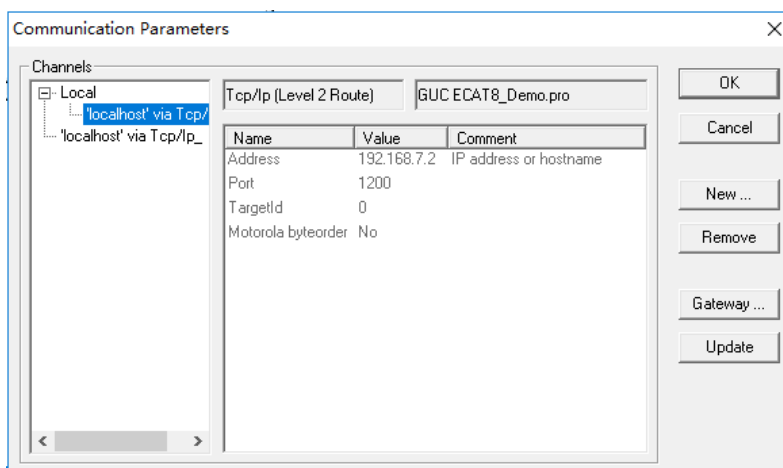 Communication Parameters
Channels
Local
'localhost' via Tcp/
'localhost' via Tcp/Ip_
Tcp/Ip (Level 2 Route)
GUC ECAT8_Demo.pro
Name Value Comment
Address 192.168.7.2 IP address or hostname
Port 1200
TargetId 0
Motorola byteorder No
OK
Cancel
New ...
Remove
Gateway ...
Update